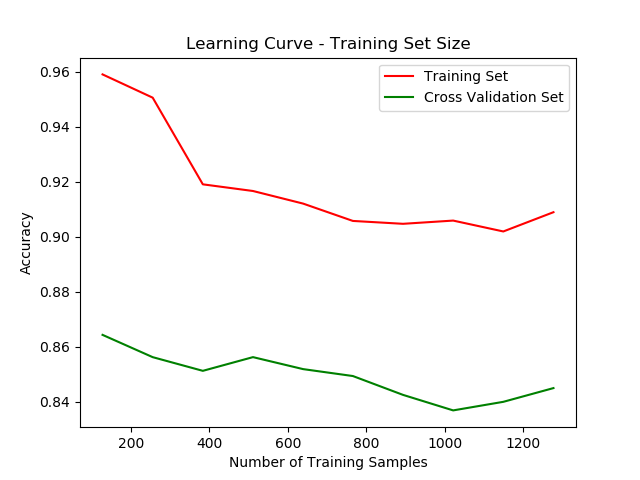 Learning Curve - Training Set Size
Training Set
Cross Validation Set
0.96
0.94
0.92
0.90
0.88
0.86
0.84
Accuracy
200 400 600 800 1000 1200
Number of Training Samples